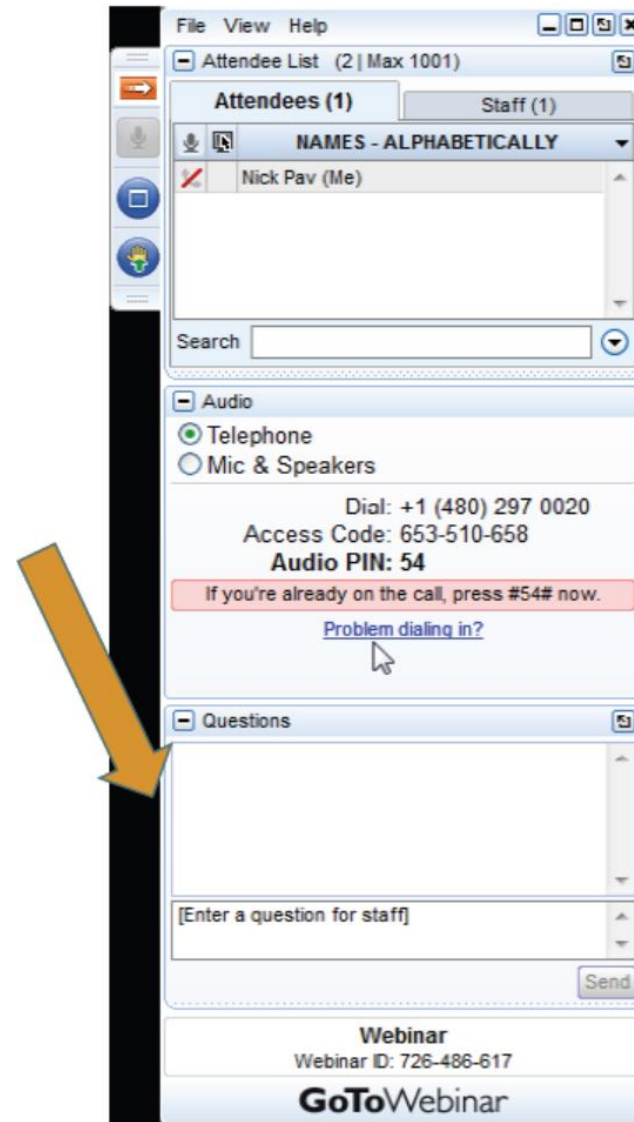 File View Help
Attendee List (2 | Max 1001)
Attendees (1) Staff (1)
NAMES - ALPHABETICALLY
Nick Pav (Me)
Search
Audio
Telephone
Mic & Speakers
Dial: +1 (480) 297 0020
Access Code: 653-510-658
Audio PIN: 54
If you're already on the call, press #54# now.
Problem dialing in?
Questions
[Enter a question for staff]
Send
Webinar
Webinar ID: 726-486-617
GoToWebinar